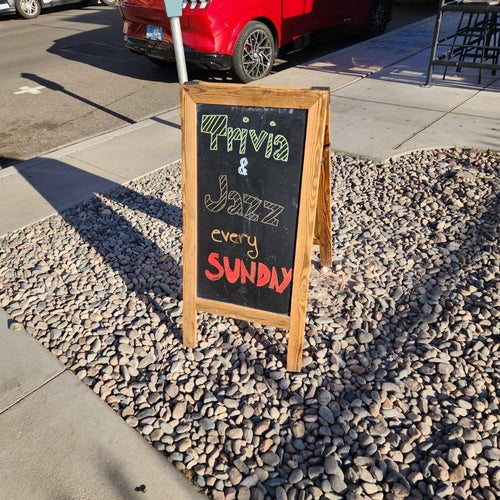 Trivia
&
Jazz
every
SUNDAY